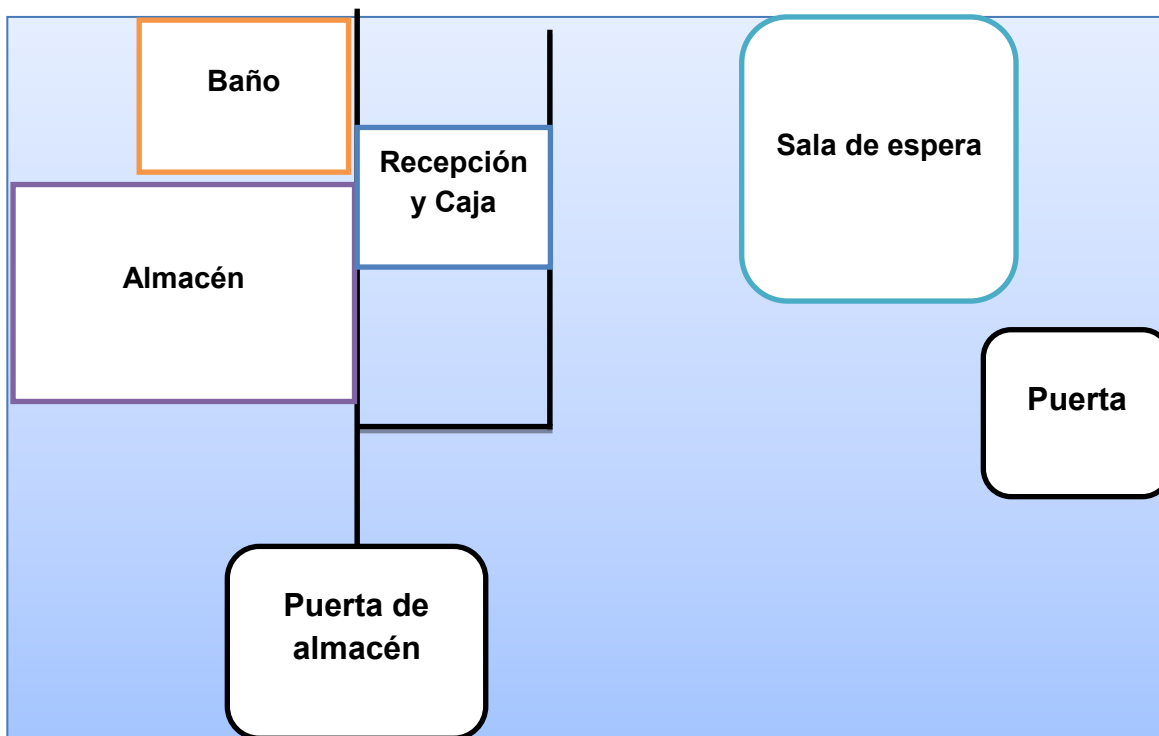 Baño
Recepción
y Caja
Sala de espera
Almacén
Puerta
Puerta de
almacén